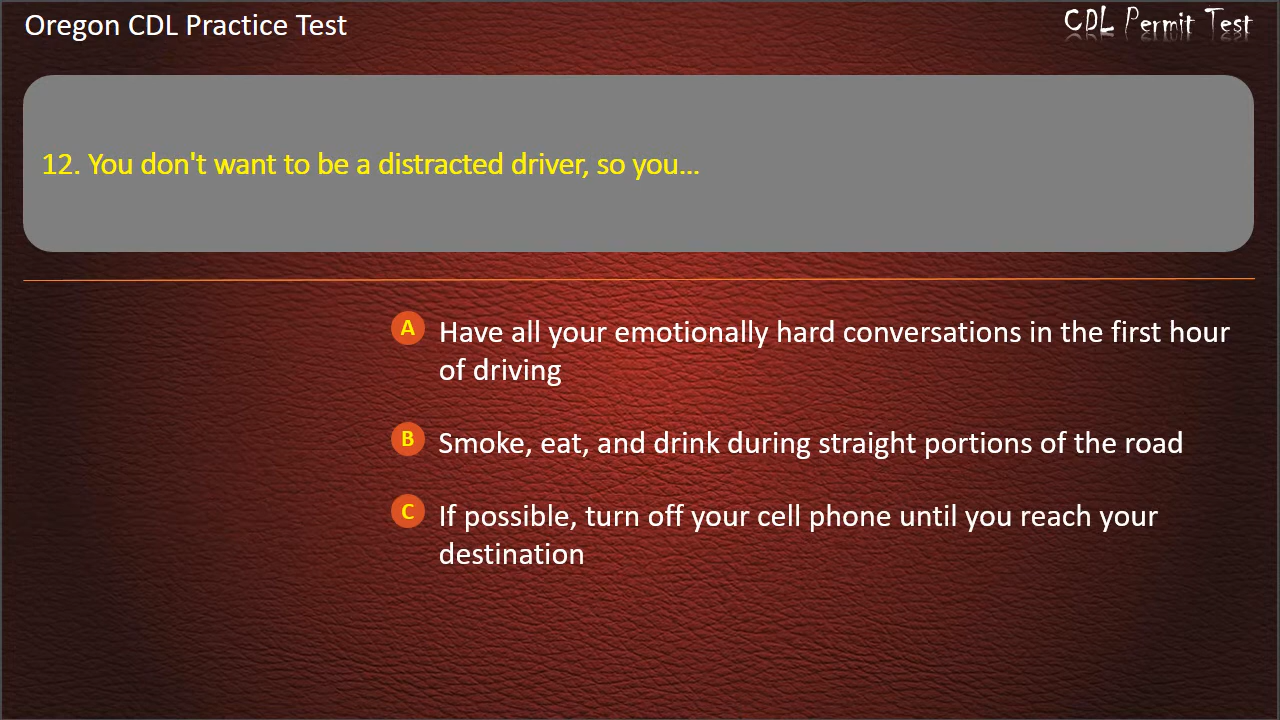 Oregon CDL Practice Test
CDL Permit Test
12. You don't want to be a distracted driver, so you...
A Have all your emotionally hard conversations in the first hour
of driving
B Smoke, eat, and drink during straight portions of the road
C If possible, turn off your cell phone until you reach your
destination